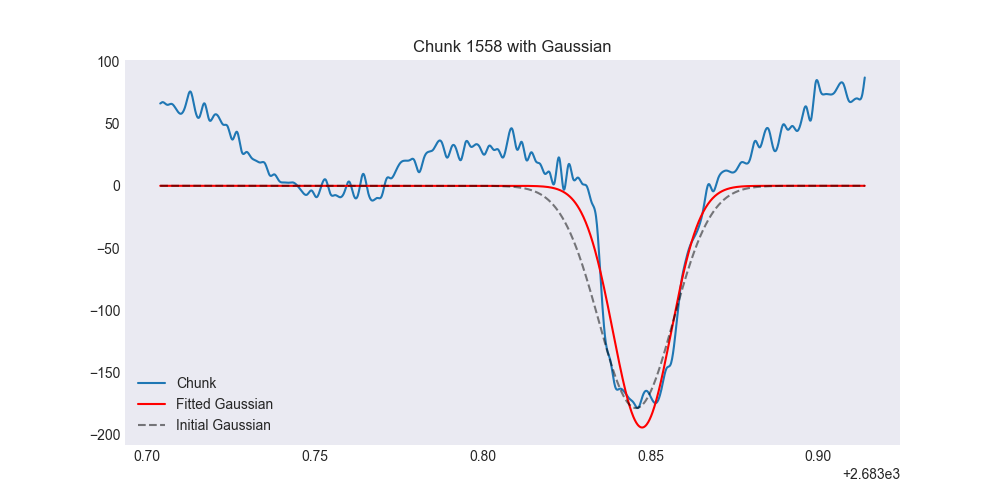 Chunk 1558 with Gaussian
100
50
0
−50
−100
−150
−200
Chunk
Fitted Gaussian
Initial Gaussian
0.70 0.75 0.80 0.85 0.90
+2.683e3